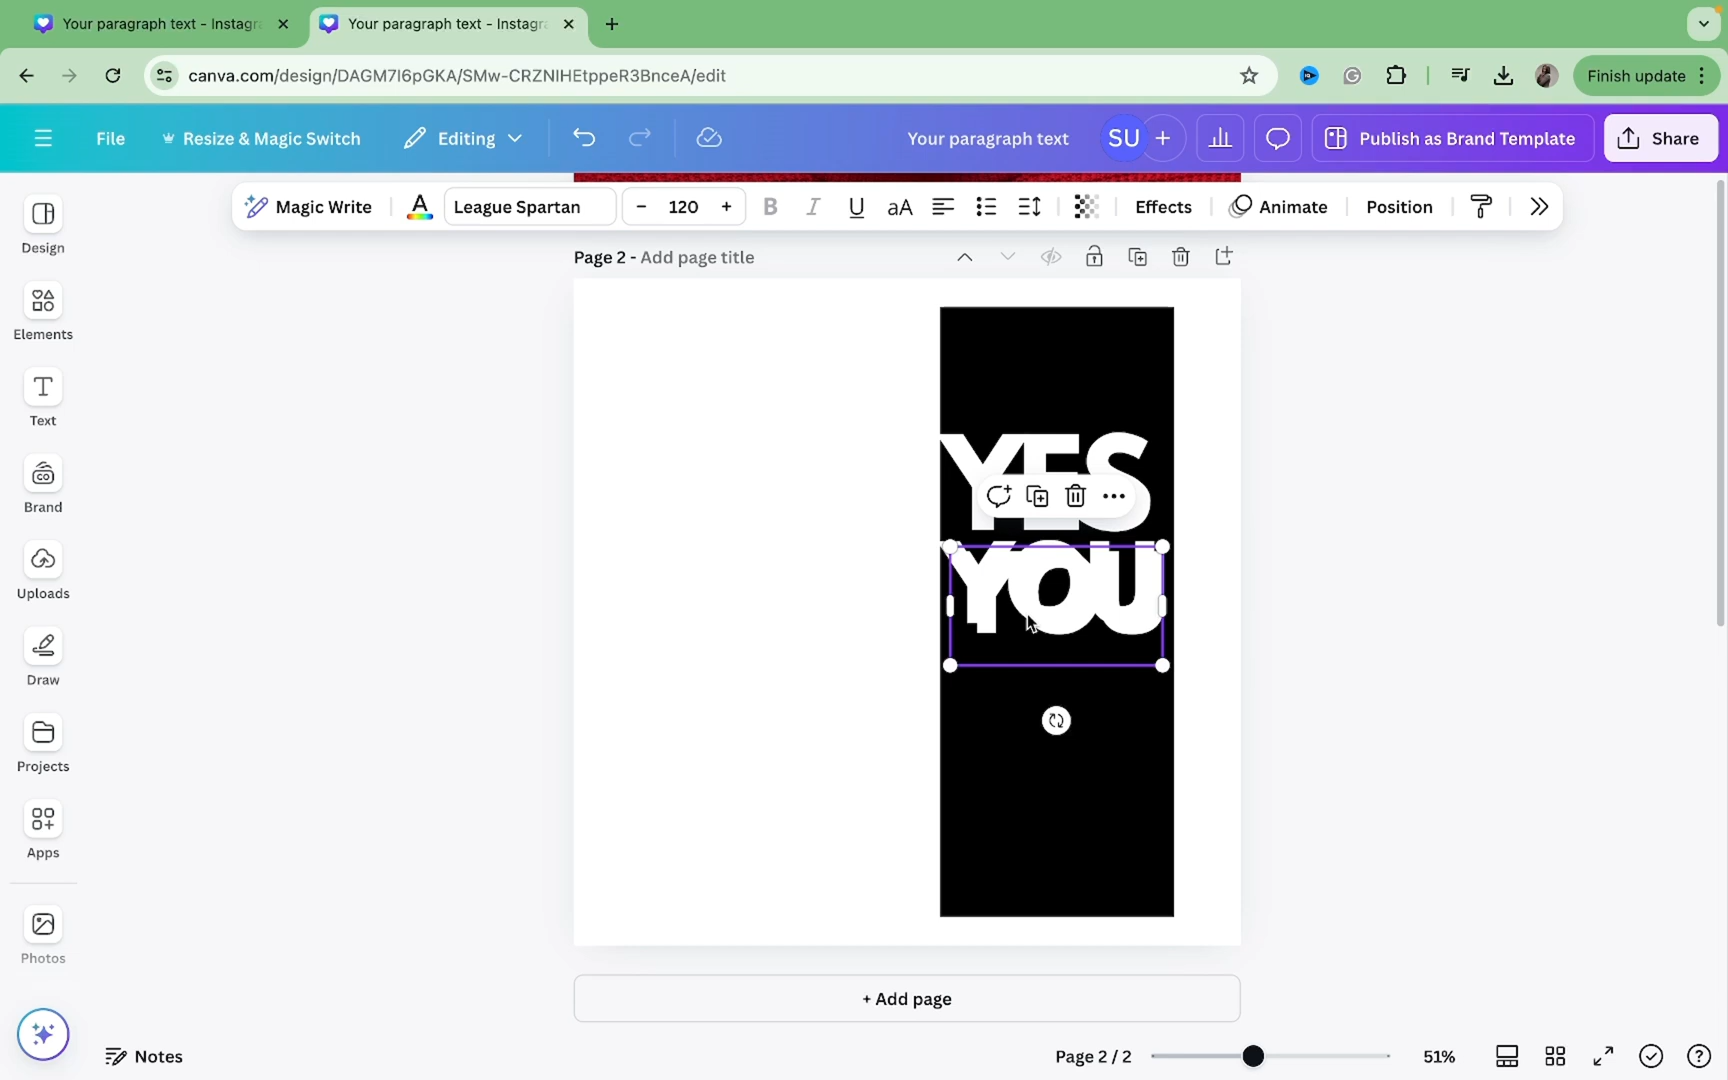 Your paragraph text - Instagra
Your paragraph text - Instagra
canva.com/design/DAGM7I6pGKA/SMw-CRZNIHEtppeR3BnceA/edit
Finish update
File
Resize & Magic Switch
Editing
Your paragraph text
SU
Publish as Brand Template
Share
Magic Write
A
League Spartan
- 120 +
B I U aA
Effects
Animate
Position
Page 2 - Add page title
Design
Elements
Text
Brand
Uploads
Draw
Projects
Apps
Photos
YES
YOU
+ Add page
Notes
Page 2 / 2
51%